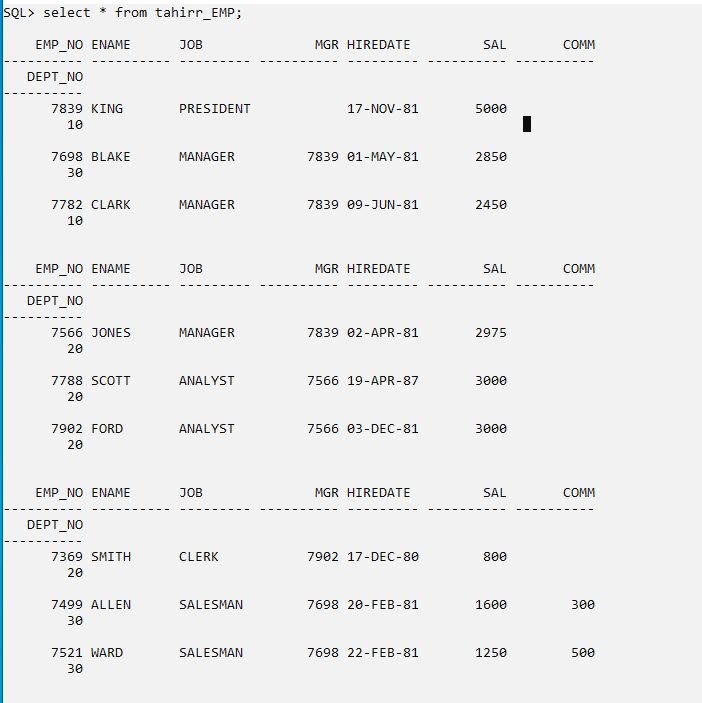 SQL> select * from tahirr_EMP;
    EMP_NO ENAME      JOB              MGR HIREDATE         SAL       COMM
---------- ---------- --------- ---------- --------- ---------- ----------
   DEPT_NO
----------
      7839 KING       PRESIDENT            17-NOV-81       5000
        10
      7698 BLAKE      MANAGER         7839 01-MAY-81       2850
        30
      7782 CLARK      MANAGER         7839 09-JUN-81       2450
        10
    EMP_NO ENAME      JOB              MGR HIREDATE         SAL       COMM
---------- ---------- --------- ---------- --------- ---------- ----------
   DEPT_NO
----------
      7566 JONES      MANAGER         7839 02-APR-81       2975
        20
      7788 SCOTT      ANALYST         7566 19-APR-87       3000
        20
      7902 FORD       ANALYST         7566 03-DEC-81       3000
        20
    EMP_NO ENAME      JOB              MGR HIREDATE         SAL       COMM
---------- ---------- --------- ---------- --------- ---------- ----------
   DEPT_NO
----------
      7369 SMITH      CLERK           7902 17-DEC-80        800
        20
      7499 ALLEN      SALESMAN        7698 20-FEB-81       1600        300
        30
      7521 WARD       SALESMAN        7698 22-FEB-81       1250        500
        30